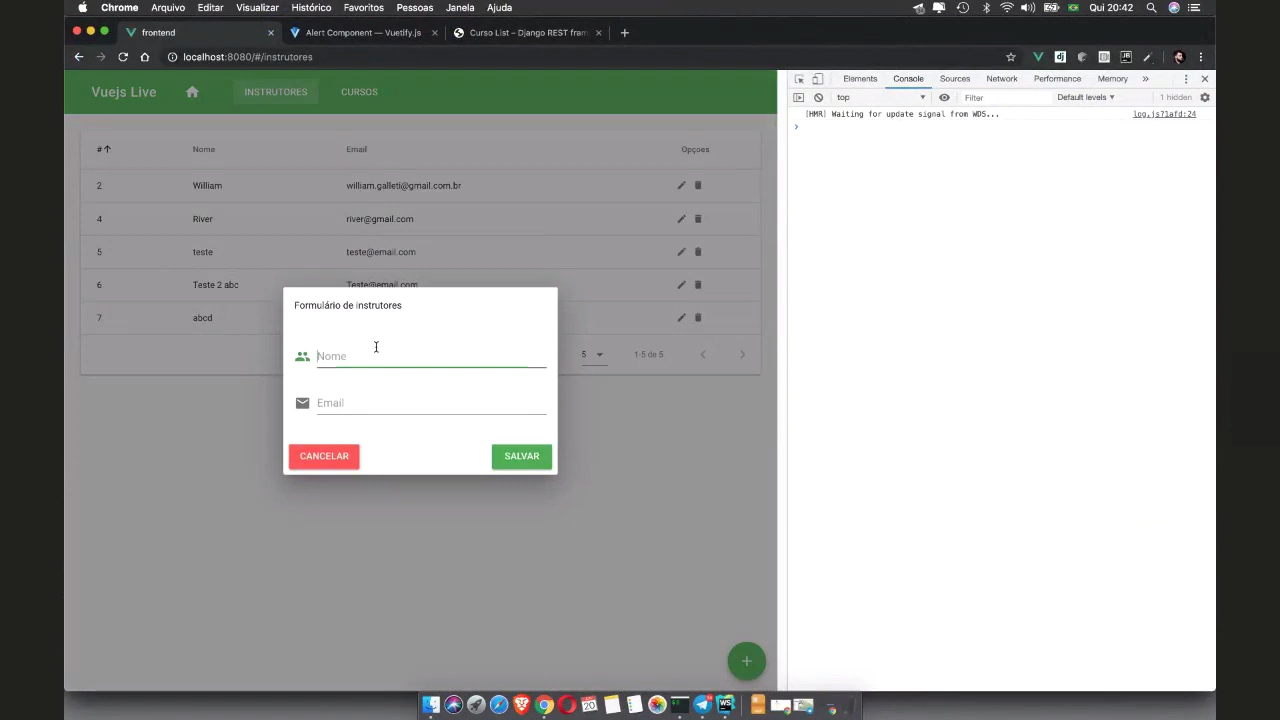 Chrome Arquivo Editar Visualizar Histórico Favoritos Pessoas Janela Ajuda Qui 20:42
frontend Alert Component — Vuetify.js Curso List – Django REST fram
localhost:8080/#/instrutores
Vuejs Live INSTRUTORES CURSOS
# Nome Email Opçoes
2 William william.galleti@gmail.com.br
4 River river@gmail.com
5 teste teste@email.com
6 Teste 2 abc Teste@email.com
7 abcd
5 1-5 de 5
Formulário de instrutores
Nome
Email
CANCELAR SALVAR
+
Elements Console Sources Network Performance Memory »
top Filter Default levels 1 hidden
[HMR] Waiting for update signal from WDS... log.js?1afd:24